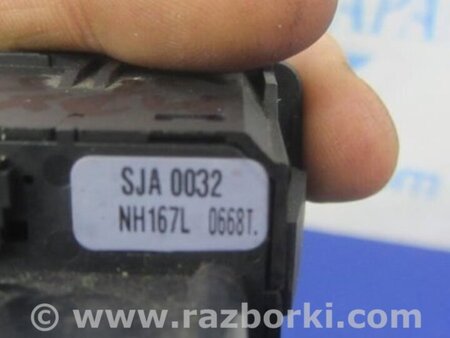 SJA 0032
NH167L 0668T.
© www.razborki.com